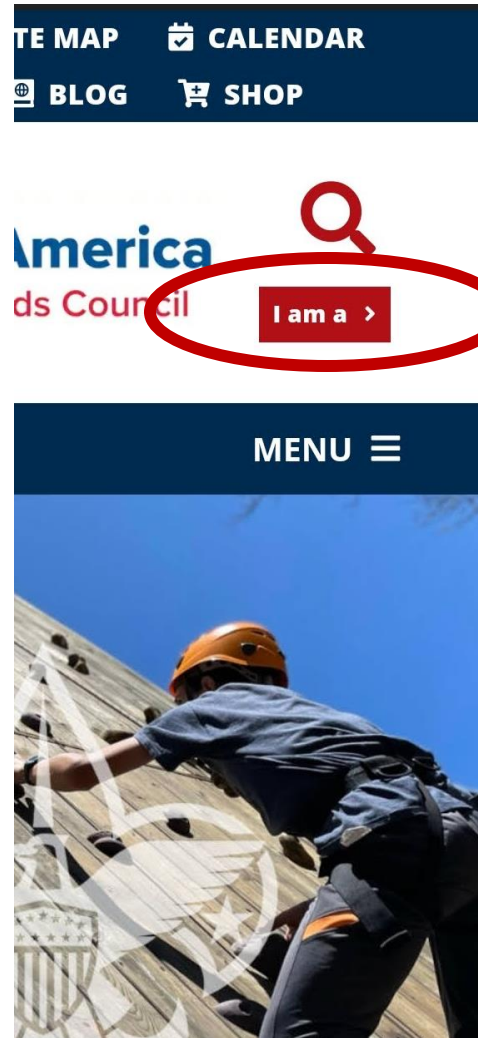 TE MAP CALENDAR
BLOG SHOP
America
ds Council
I am a >
MENU